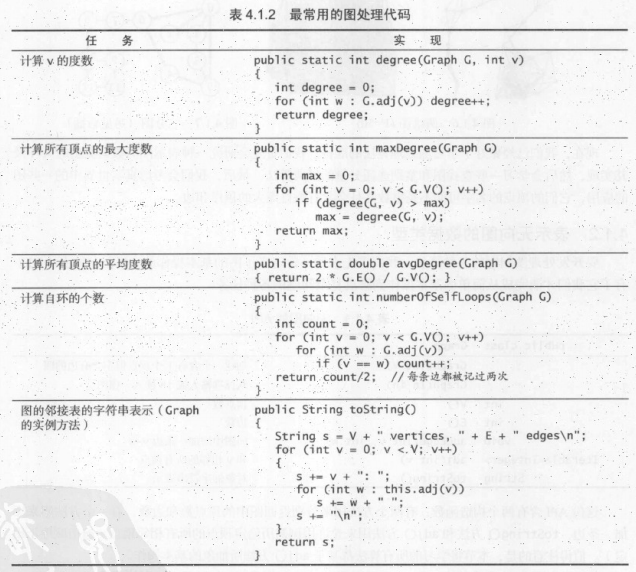 表 4.1.2 最常用的图处理代码
任 务 实 现
计算 v 的度数
public static int degree(Graph G, int v)
{
int degree = 0;
for (int w : G.adj(v)) degree++;
return degree;
}
计算所有顶点的最大度数
public static int maxDegree(Graph G)
{
int max = 0;
for (int v = 0; v < G.V(); v++)
if (degree(G, v) > max)
max = degree(G, v);
return max;
}
计算所有顶点的平均度数
public static double avgDegree(Graph G)
{ return 2 * G.E() / G.V(); }
计算自环的个数
public static int numberOfSelfLoops(Graph G)
{
int count = 0;
for (int v = 0; v < G.V(); v++)
for (int w : G.adj(v))
if (v == w) count++;
return count/2; //每条边都被记过两次
}
图的邻接表的字符串表示（Graph
的实例方法）
public String toString()
{
String s = V + " vertices, " + E + " edges\n";
for (int v = 0; v < V; v++)
{
s += v + ": ";
for (int w : this.adj(v))
s += w + " ";
s += "\n";
}
return s;
}